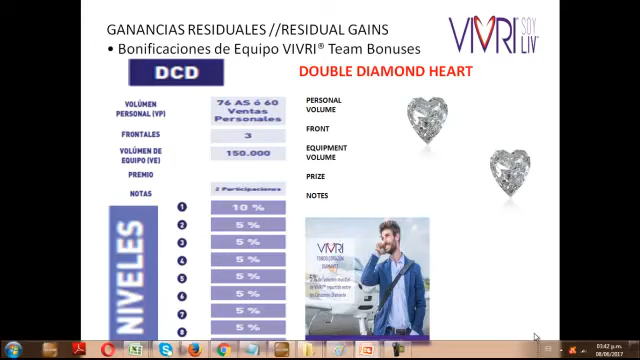 GANANCIAS RESIDUALES //RESIDUAL GAINS
• Bonificaciones de Equipo VIVRI® Team Bonuses
VIVRI SOY LIV
DCD
DOUBLE DIAMOND HEART
VOLÚMEN PERSONAL (VP)
76 AS ó 60 Ventas Personales
FRONTALES
3
VOLÚMEN DE EQUIPO (VE)
150.000
PREMIO
NOTAS
2 Participaciones
PERSONAL VOLUME
FRONT
EQUIPMENT VOLUME
PRIZE
NOTES
NIVELES
1 10 %
2 5 %
3 5 %
4 5 %
5 5 %
6 5 %
7 5 %
8 5 %
VIVRI
FONDO CORAZÓN
DIAMANTE
03:42 p.m.
08/06/2017